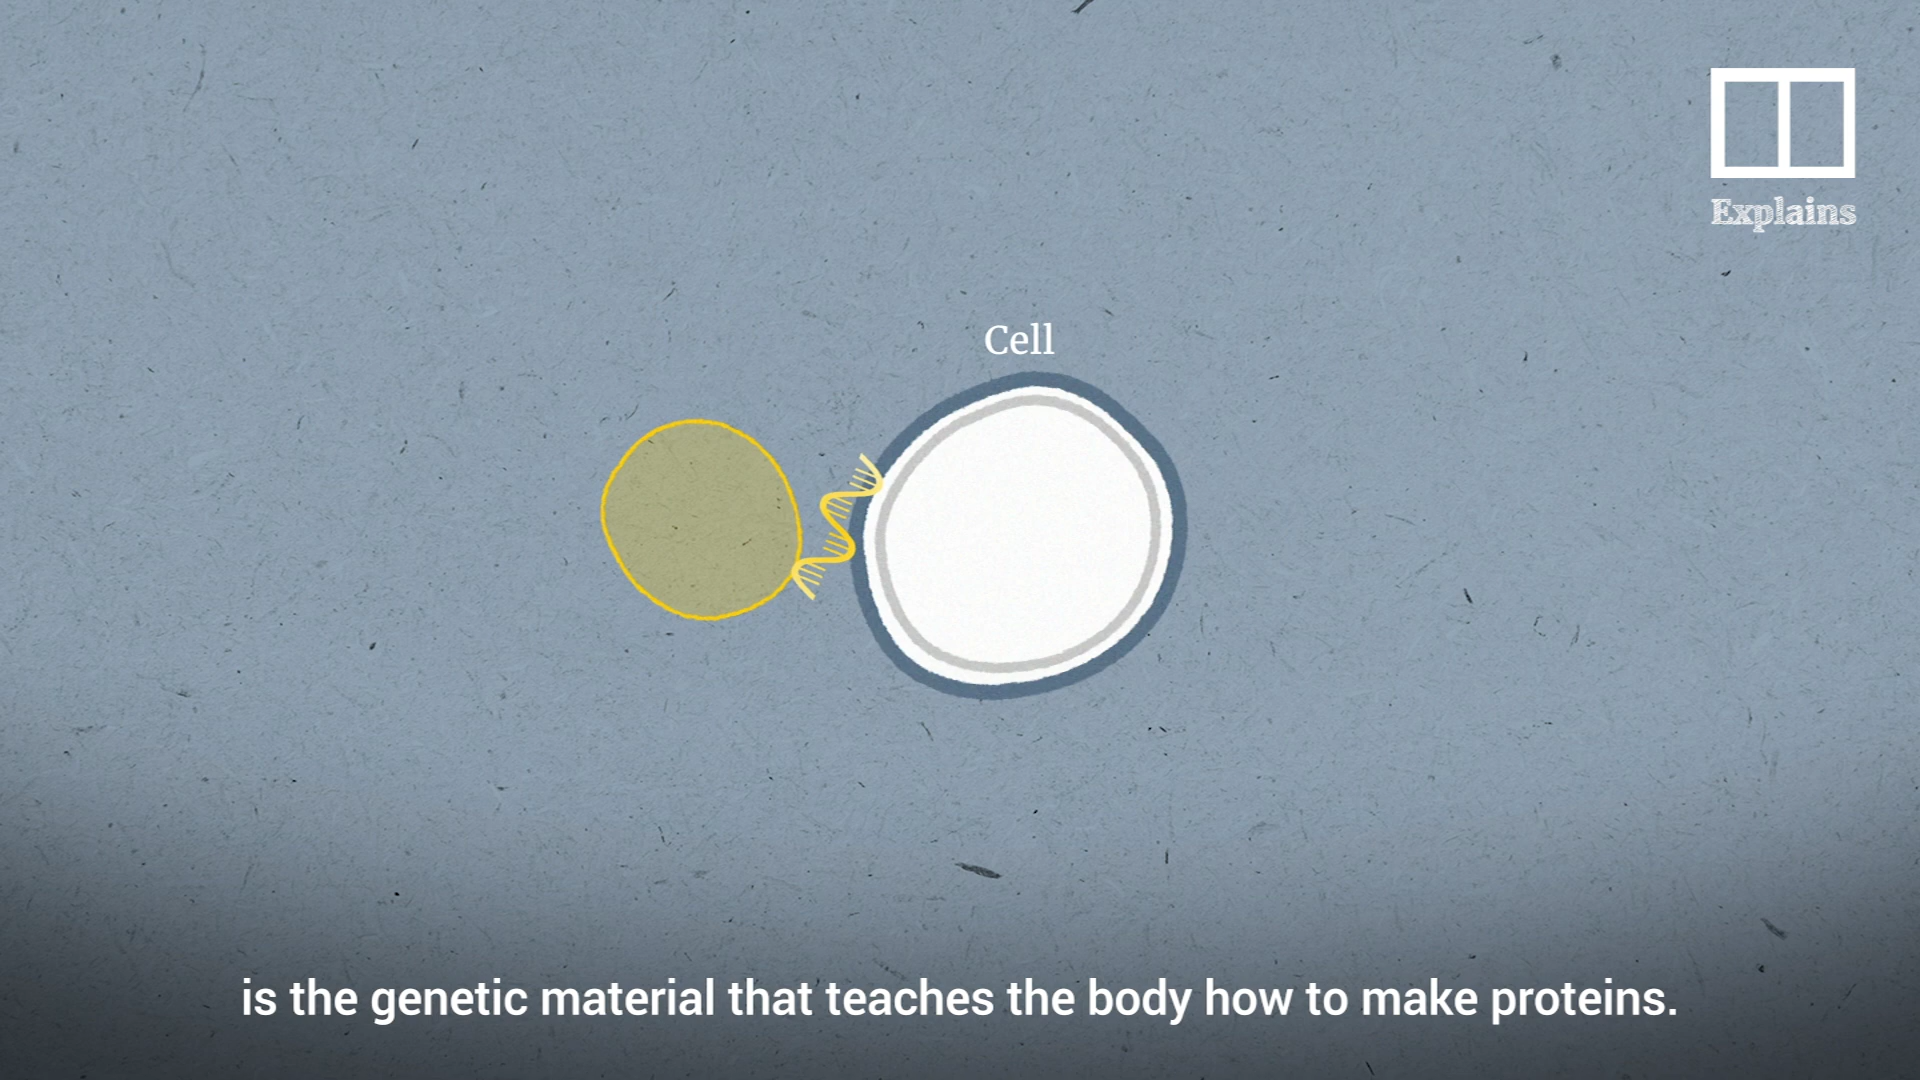 Explains
Cell
is the genetic material that teaches the body how to make proteins.